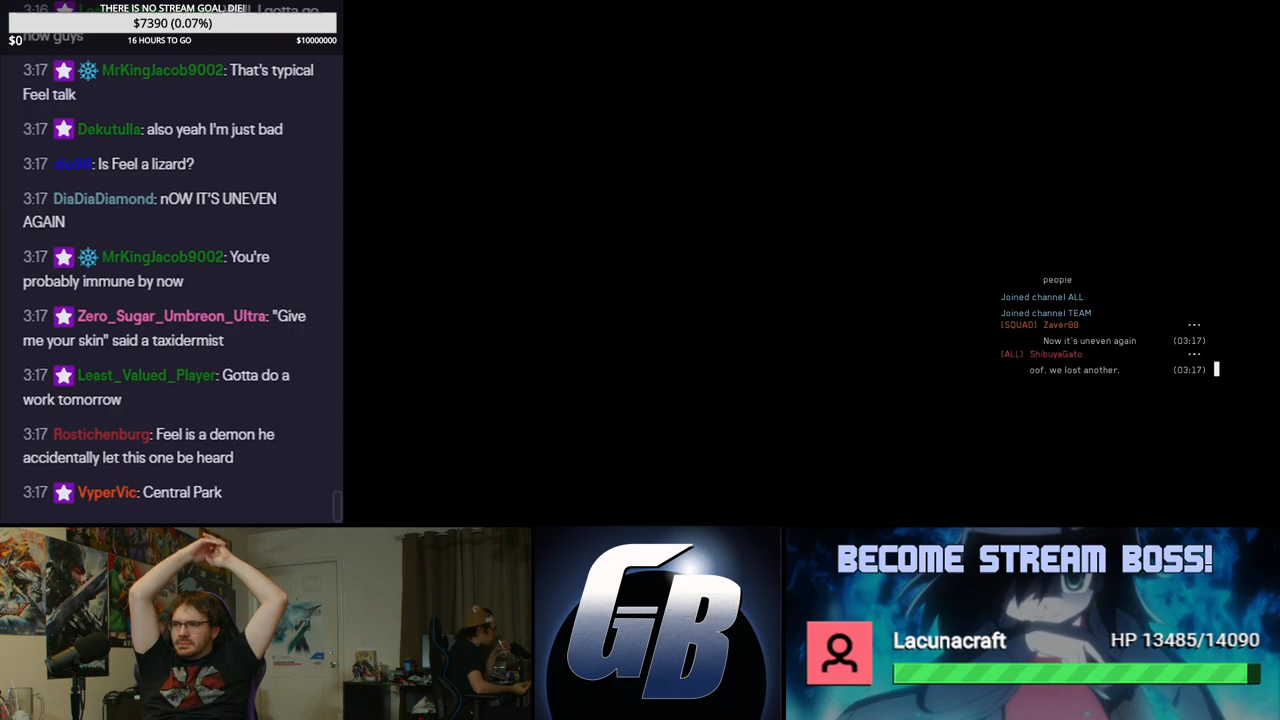 THERE IS NO STREAM GOAL. DIE!
$7390 (0.07%)
$0 16 HOURS TO GO $10000000
now guys
3:17 MrKingJacob9002: That's typical
Feel talk
3:17 Dekutulla: also yeah I'm just bad
3:17 : Is Feel a lizard?
3:17 DiaDiaDiamond: nOW IT'S UNEVEN
AGAIN
3:17 MrKingJacob9002: You're
probably immune by now
3:17 Zero_Sugar_Umbreon_Ultra: "Give
me your skin" said a taxidermist
3:17 Least_Valued_Player: Gotta do a
work tomorrow
3:17 Rostichenburg: Feel is a demon he
accidentally let this one be heard
3:17 VyperVic: Central Park
people
Joined channel ALL
Joined channel TEAM
[SQUAD] Zaver00 ...
Now it's uneven again (03:17)
[ALL] ShibuyaGato ...
oof. we lost another. (03:17)
GB
BECOME STREAM BOSS!
Lacunacraft HP 13485/14090